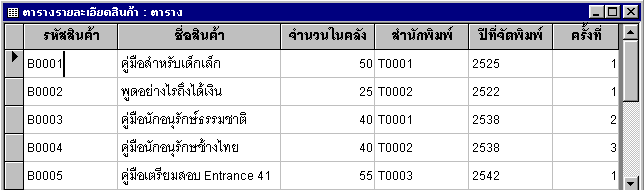 ตารางรายละเอียดสินค้า : ตาราง
รหัสสินค้า ชื่อสินค้า จำนวนในคลัง สำนักพิมพ์ ปีที่จัดพิมพ์ ครั้งที่
B0001 คู่มือสำหรับเด็กเล็ก 50 T0001 2525 1
B0002 พูดอย่างไรถึงได้เงิน 25 T0002 2522 1
B0003 คู่มือนักอนุรักษ์ธรรมชาติ 40 T0001 2538 2
B0004 คู่มือนักอนุรักษช้างไทย 40 T0002 2538 3
B0005 คู่มือเตรียมสอบ Entrance 41 55 T0003 2542 1